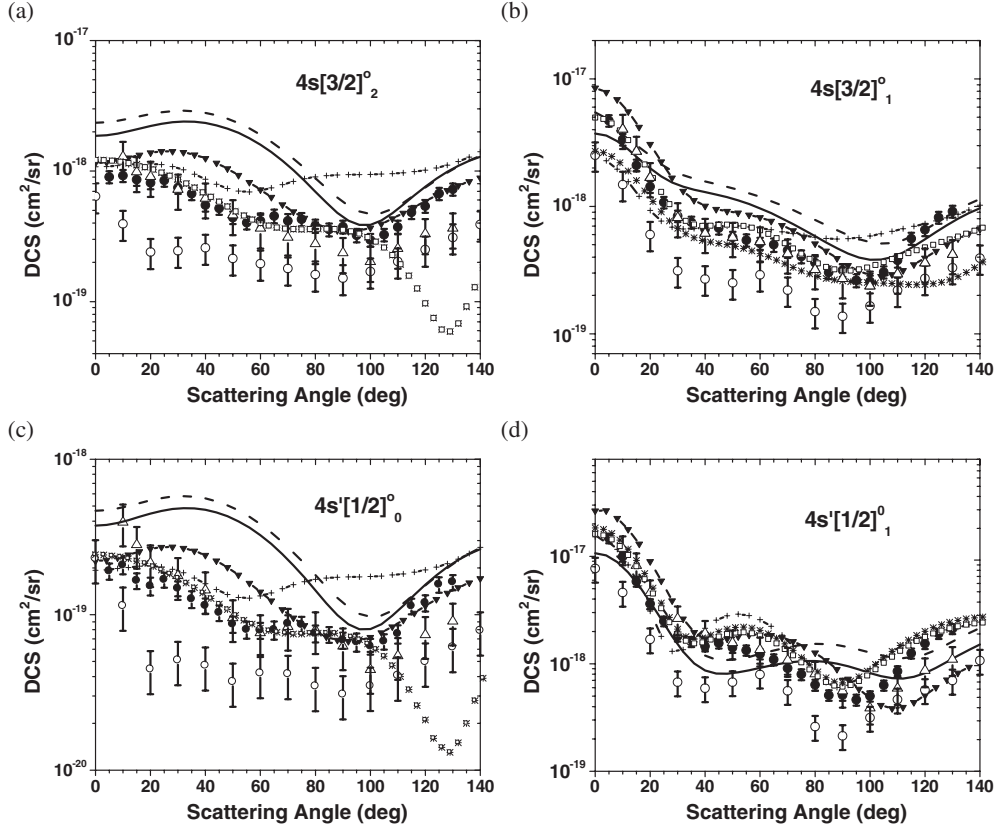 (a)
10⁻¹⁷
10⁻¹⁸
10⁻¹⁹
DCS (cm²/sr)
4s[3/2]°₂
0 20 40 60 80 100 120 140
Scattering Angle (deg)
(b)
10⁻¹⁷
10⁻¹⁸
10⁻¹⁹
DCS (cm²/sr)
4s[3/2]°₁
0 20 40 60 80 100 120 140
Scattering Angle (deg)
(c)
10⁻¹⁸
10⁻¹⁹
10⁻²⁰
DCS (cm²/sr)
4s'[1/2]°₀
0 20 40 60 80 100 120 140
Scattering Angle (deg)
(d)
10⁻¹⁷
10⁻¹⁸
10⁻¹⁹
DCS (cm²/sr)
4s'[1/2]⁰₁
0 20 40 60 80 100 120 140
Scattering Angle (deg)